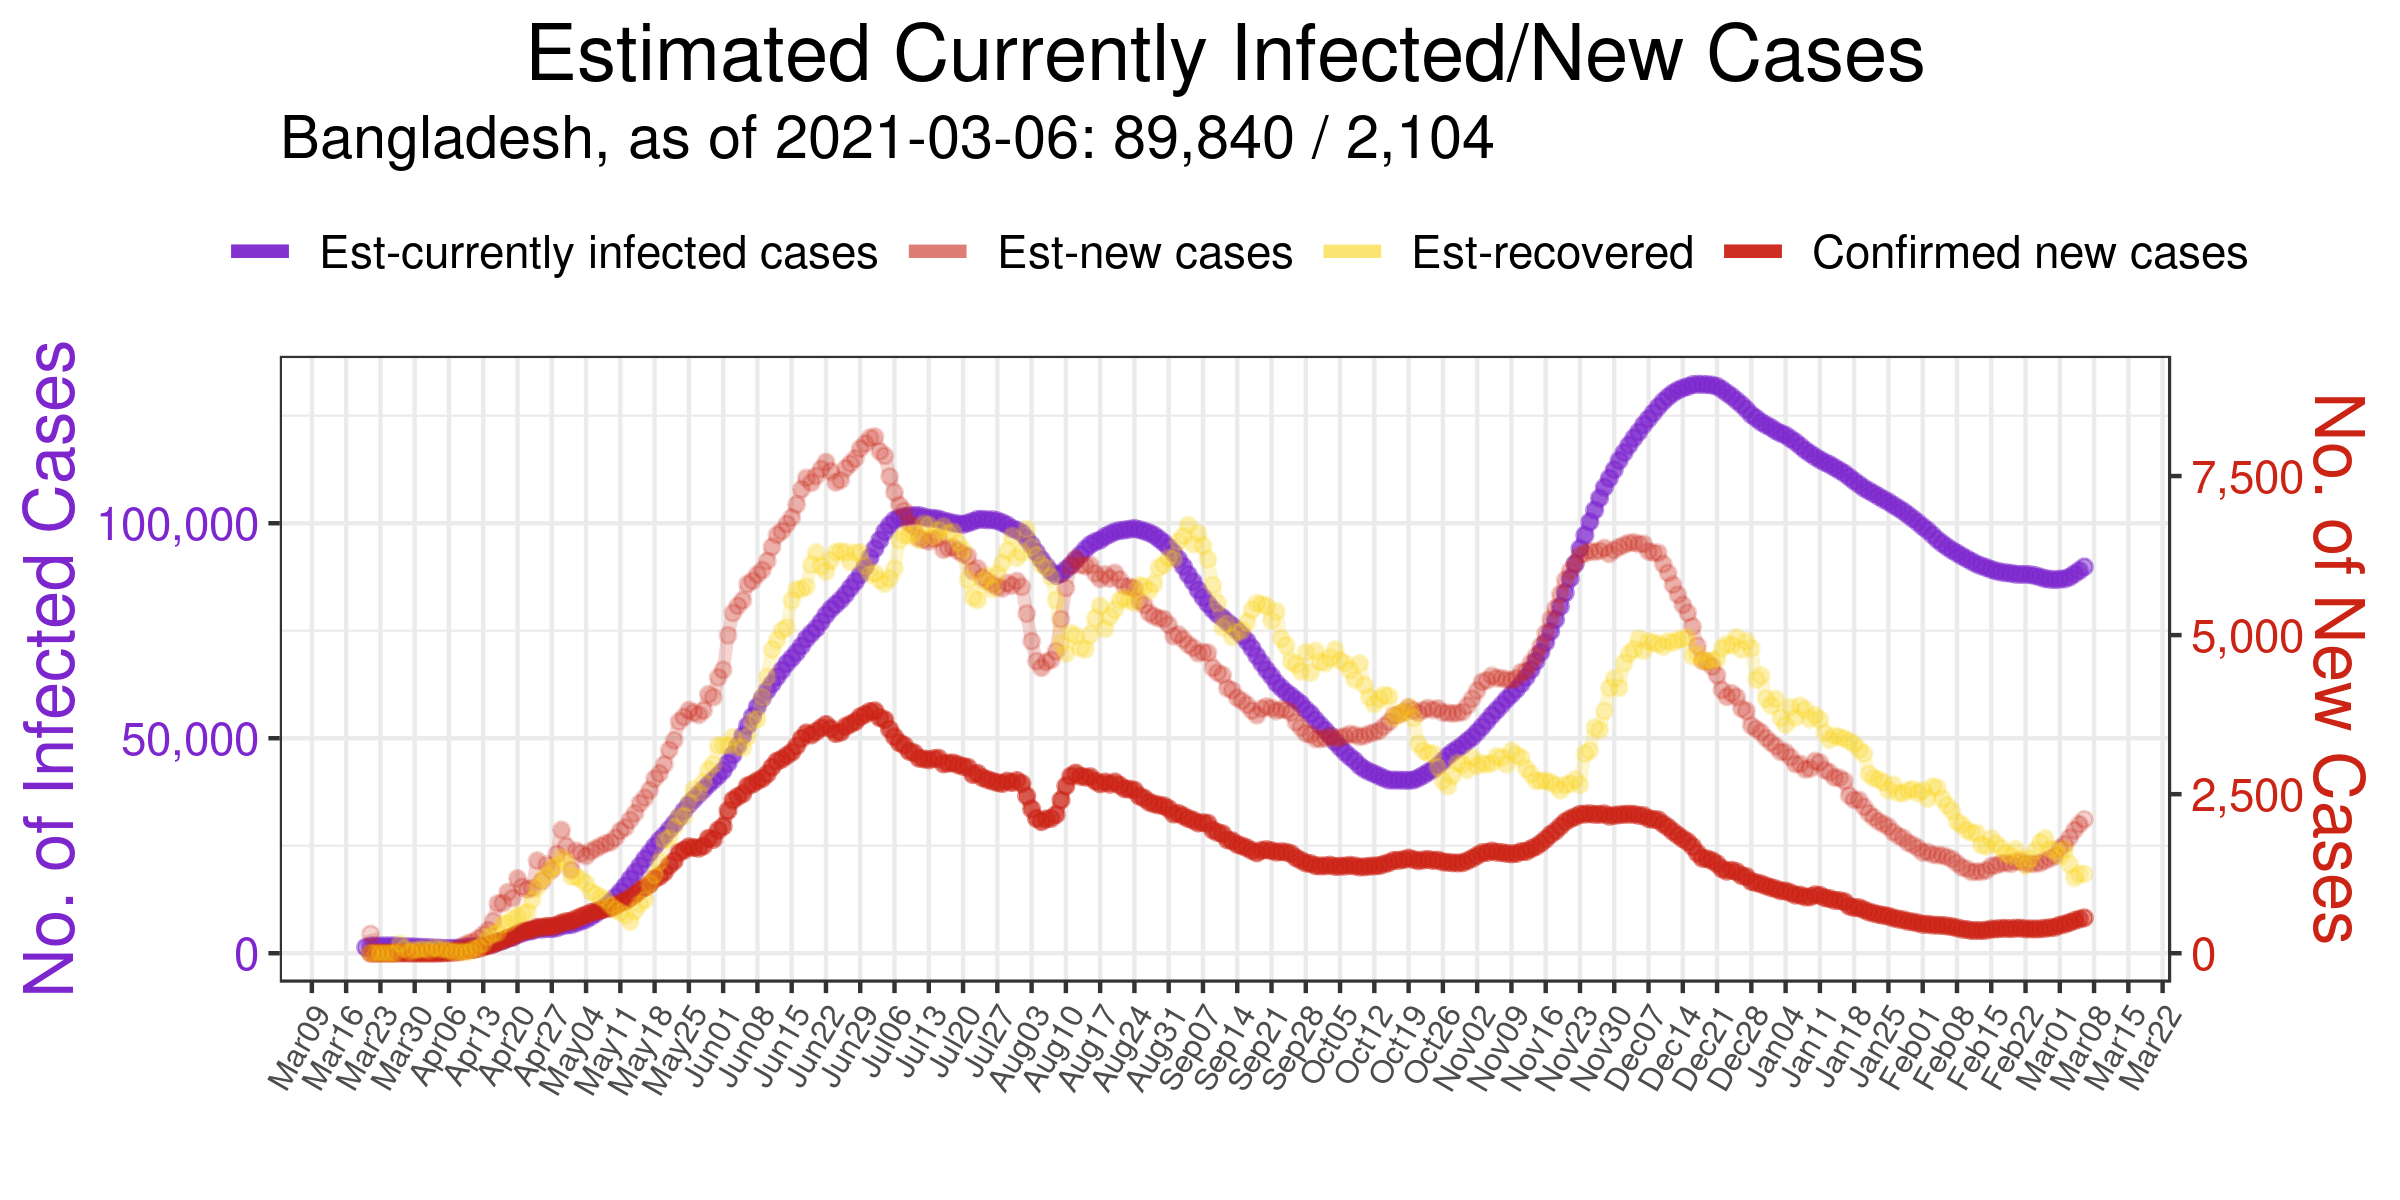 Estimated Currently Infected/New Cases
Bangladesh, as of 2021-03-06: 89,840 / 2,104
Est-currently infected cases Est-new cases Est-recovered Confirmed new cases
No. of Infected Cases
100,000
50,000
0
7,500
5,000
2,500
0
No. of New Cases
Mar09 Mar16 Mar23 Mar30 Apr06 Apr13 Apr20 Apr27 May04 May11 May18 May25 Jun01 Jun08 Jun15 Jun22 Jun29 Jul06 Jul13 Jul20 Jul27 Aug03 Aug10 Aug17 Aug24 Aug31 Sep07 Sep14 Sep21 Sep28 Oct05 Oct12 Oct19 Oct26 Nov02 Nov09 Nov16 Nov23 Nov30 Dec07 Dec14 Dec21 Dec28 Jan04 Jan11 Jan18 Jan25 Feb01 Feb08 Feb15 Feb22 Mar01 Mar08 Mar15 Mar22